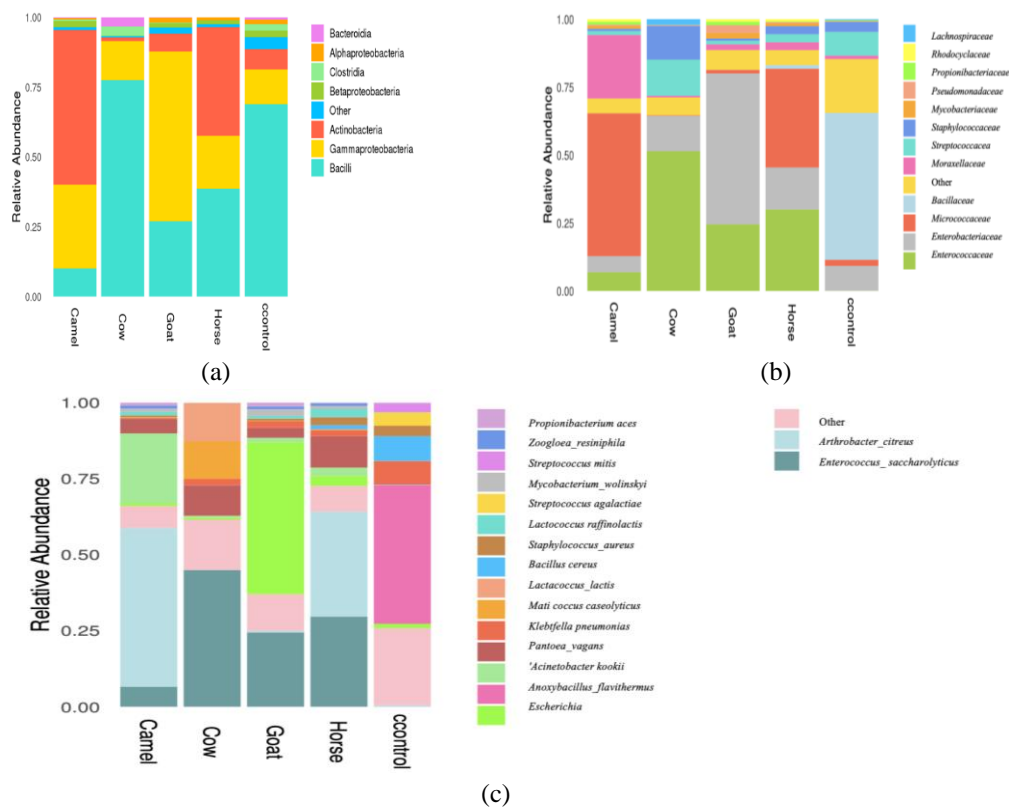 1.00
0.75
0.50
0.25
0.00
Relative Abundance
Camel
Cow
Goat
Horse
ccontrol
Bacteroidia
Alphaproteobacteria
Clostridia
Betaproteobacteria
Other
Actinobacteria
Gammaproteobacteria
Bacilli
(a)
1.00
0.75
0.50
0.25
0.00
Relative Abundance
Camel
Cow
Goat
Horse
ccontrol
Lachnospiraceae
Rhodocyclaceae
Propionibacteriaceae
Pseudomonadaceae
Mycobacteriaceae
Staphylococcaceae
Streptococcacea
Moraxellaceae
Other
Bacillaceae
Micrococcaceae
Enterobacteriaceae
Enterococcaceae
(b)
1.00
0.75
0.50
0.25
0.00
Relative Abundance
Camel
Cow
Goat
Horse
ccontrol
Propionibacterium aces
Zoogloea_resiniphila
Streptococcus mitis
Mycobacterium_wolinskyi
Streptococcus agalactiae
Lactococcus raffinolactis
Staphylococcus_aureus
Bacillus cereus
Lactacoccus_lactis
Mati coccus caseolyticus
Klebtfella pneumonias
Pantoea_vagans
'Acinetobacter kookii
Anoxybacillus_flavithermus
Escherichia
Other
Arthrobacter_citreus
Enterococcus_ saccharolyticus
(c)